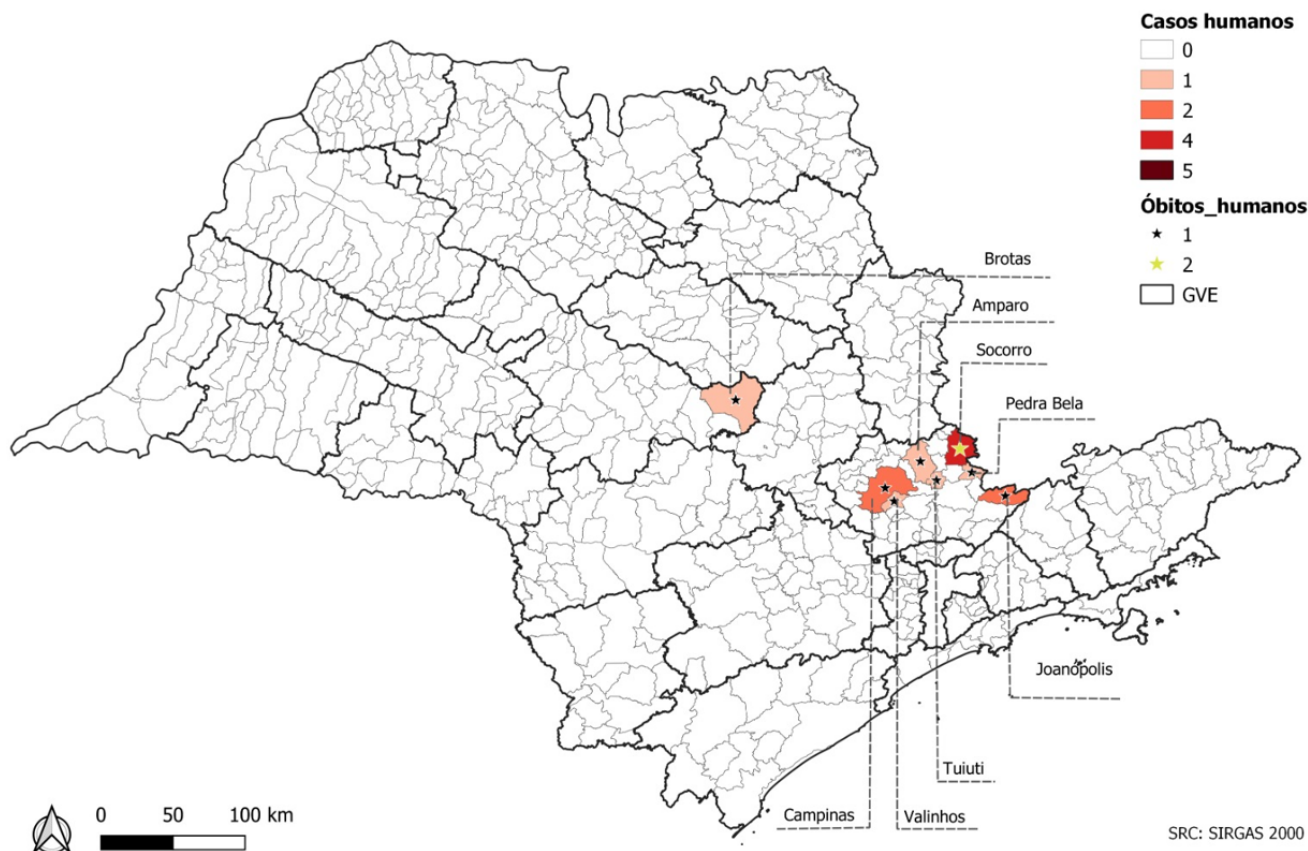 Casos humanos
0
1
2
4
5
Óbitos_humanos
1
2
GVE
Brotas
Amparo
Socorro
Pedra Bela
Joanópolis
Tuiuti
Campinas
Valinhos
0 50 100 km
SRC: SIRGAS 2000